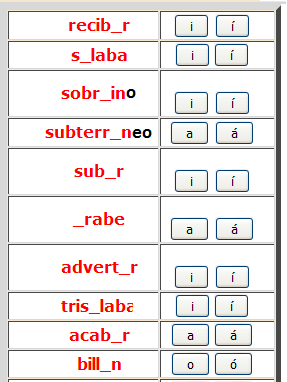 recib_r i í
s_laba i í
sobr_ino i í
subterr_neo a á
sub_r i í
_rabe a á
advert_r i í
tris_laba i í
acab_r a á
bill_n o ó